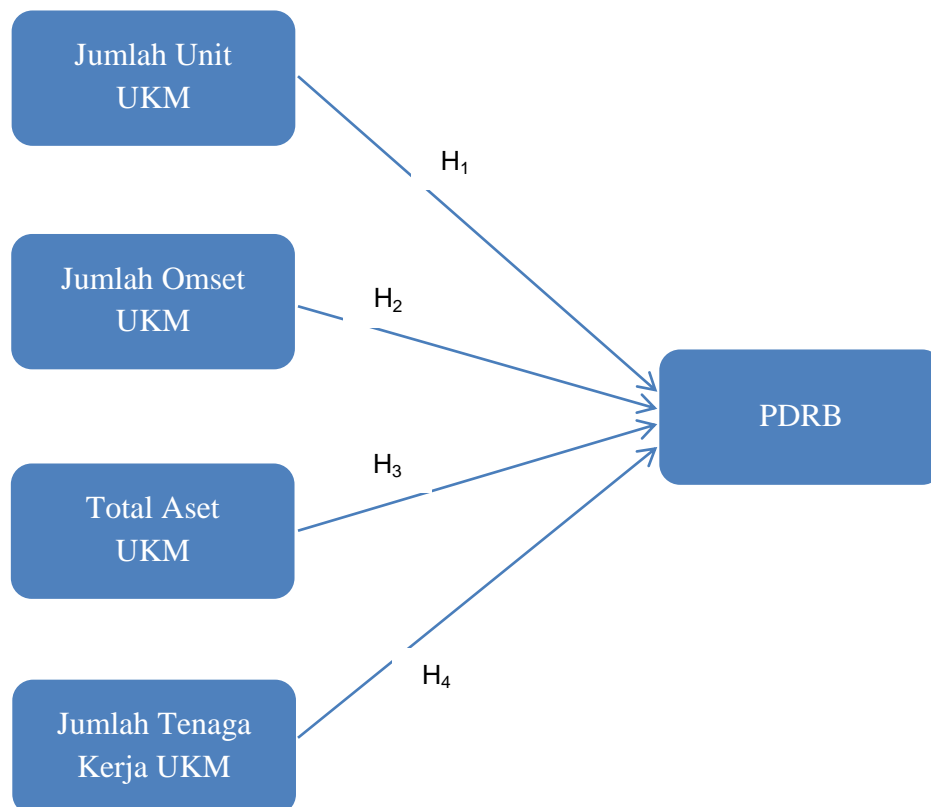 Jumlah Unit
UKM
H₁
Jumlah Omset
UKM
H₂
PDRB
H₃
Total Aset
UKM
H₄
Jumlah Tenaga
Kerja UKM